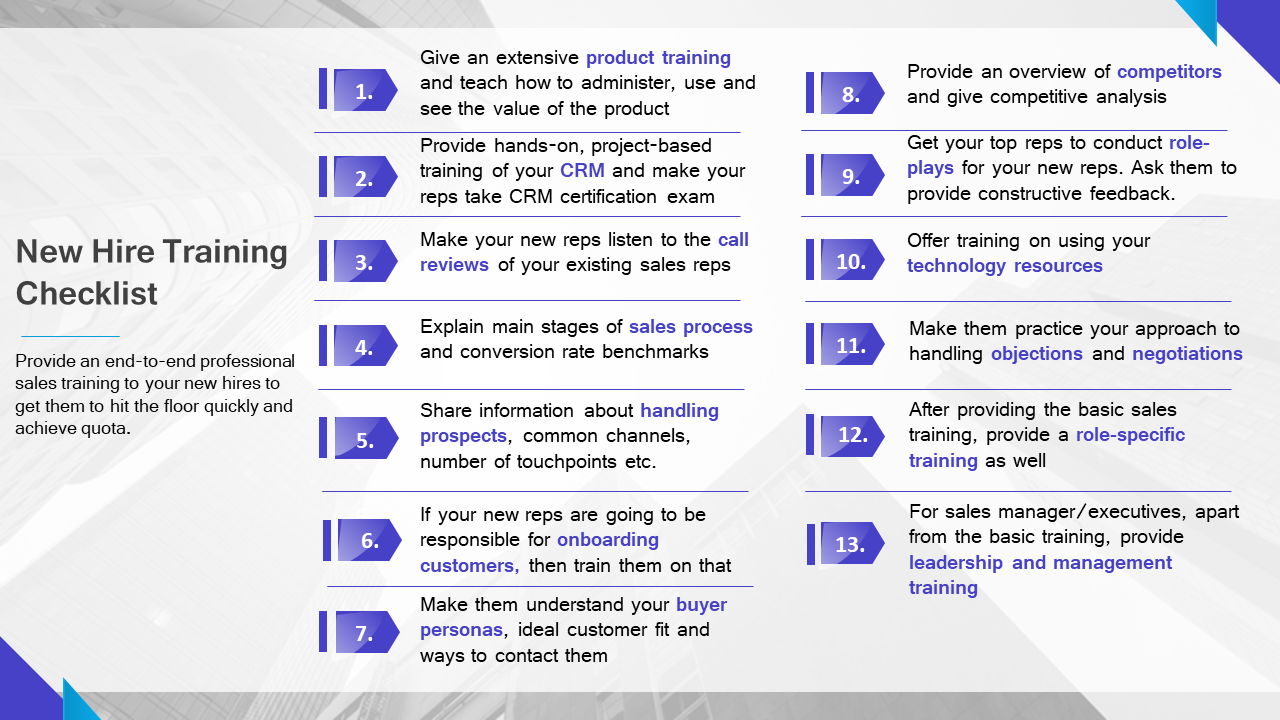 New Hire Training
Checklist
Provide an end-to-end professional
sales training to your new hires to
get them to hit the floor quickly and
achieve quota.
1.
Give an extensive product training
and teach how to administer, use and
see the value of the product
2.
Provide hands-on, project-based
training of your CRM and make your
reps take CRM certification exam
3.
Make your new reps listen to the call
reviews of your existing sales reps
4.
Explain main stages of sales process
and conversion rate benchmarks
5.
Share information about handling
prospects, common channels,
number of touchpoints etc.
6.
If your new reps are going to be
responsible for onboarding
customers, then train them on that
7.
Make them understand your buyer
personas, ideal customer fit and
ways to contact them
8.
Provide an overview of competitors
and give competitive analysis
9.
Get your top reps to conduct role-
plays for your new reps. Ask them to
provide constructive feedback.
10.
Offer training on using your
technology resources
11.
Make them practice your approach to
handling objections and negotiations
12.
After providing the basic sales
training, provide a role-specific
training as well
13.
For sales manager/executives, apart
from the basic training, provide
leadership and management
training